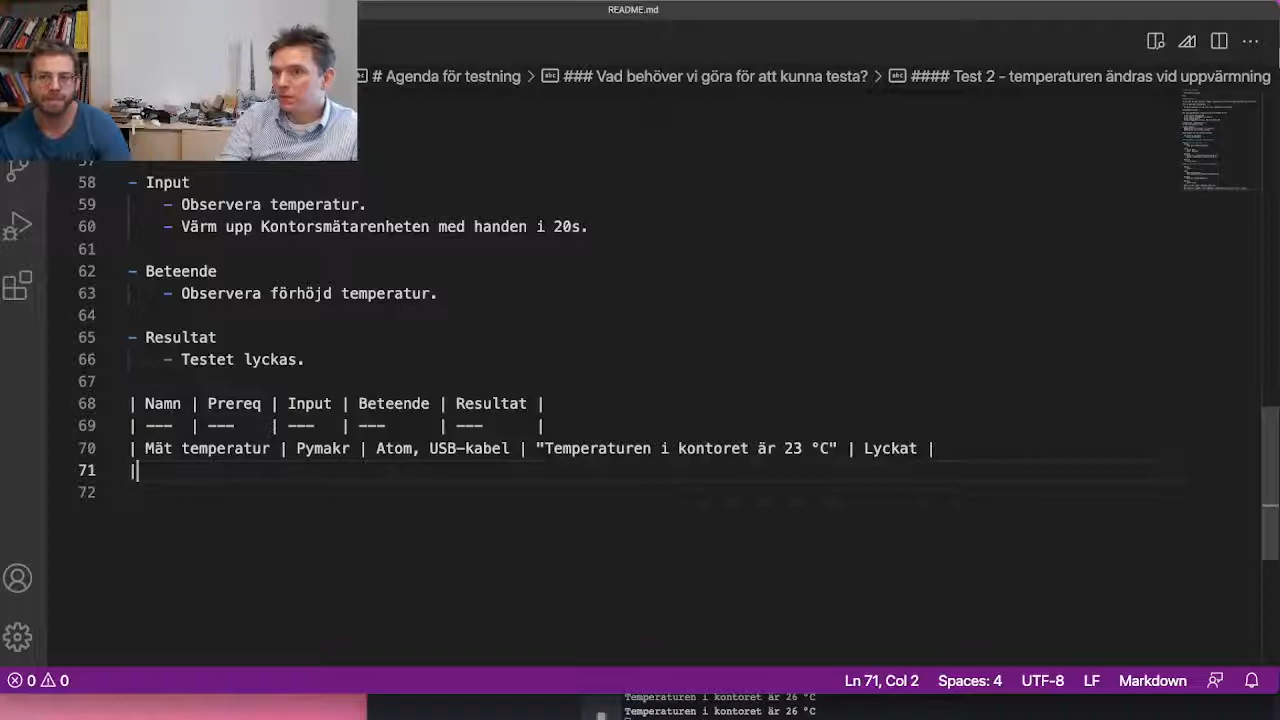 README.md
# Agenda för testning > ### Vad behöver vi göra för att kunna testa? > #### Test 2 - temperaturen ändras vid uppvärmning
58 - Input
59 - Observera temperatur.
60 - Värm upp Kontorsmätarenheten med handen i 20s.
61
62 - Beteende
63 - Observera förhöjd temperatur.
64
65 - Resultat
66 - Testet lyckas.
67
68 | Namn | Prereq | Input | Beteende | Resultat |
69 | --- | --- | --- | --- | --- |
70 | Mät temperatur | Pymakr | Atom, USB-kabel | "Temperaturen i kontoret är 23 °C" | Lyckat |
71 |
72
0 0 Ln 71, Col 2 Spaces: 4 UTF-8 LF Markdown
Temperaturen i kontoret är 26 °C
Temperaturen i kontoret är 26 °C